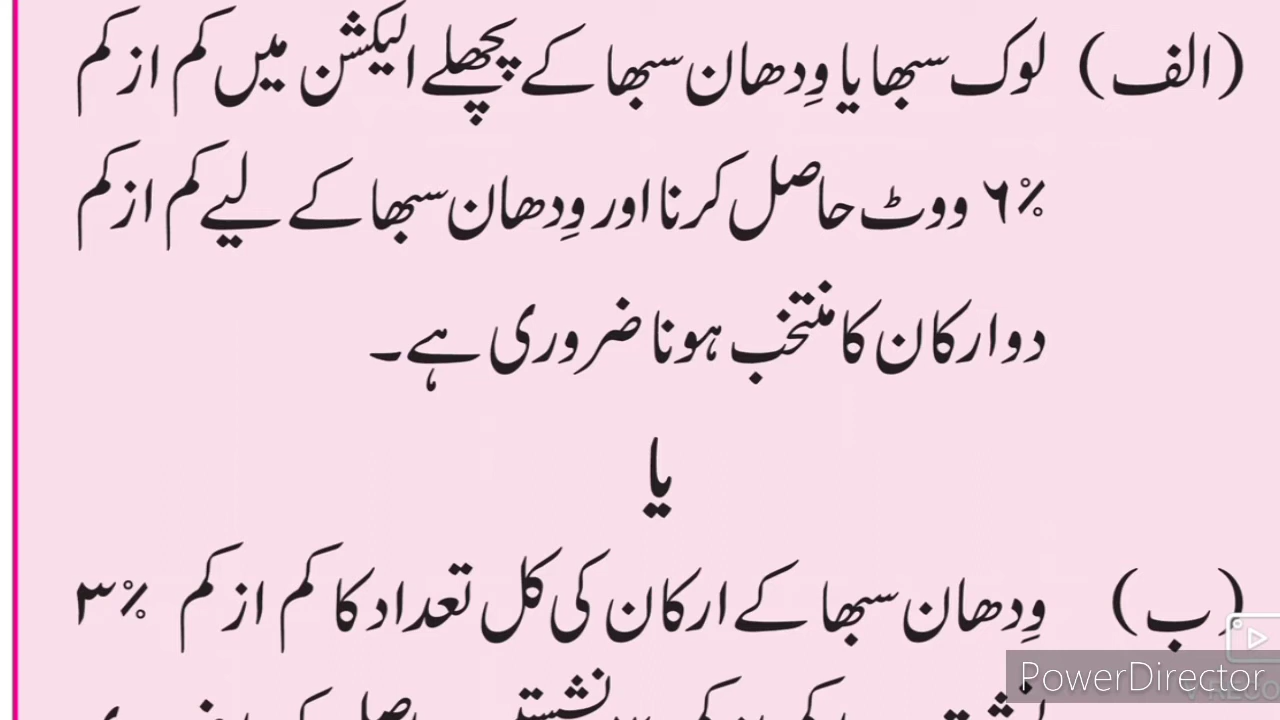 (الف) لوک سبھا یا وِدھان سبھا کے پچھلے الیکشن میں کم از کم
۶٪ ووٹ حاصل کرنا اور وِدھان سبھا کے لیے کم از کم
دو ارکان کا منتخب ہونا ضروری ہے۔
یا
(ب) وِدھان سبھا کے ارکان کی کل تعداد کا کم از کم ۳٪
PowerDirector